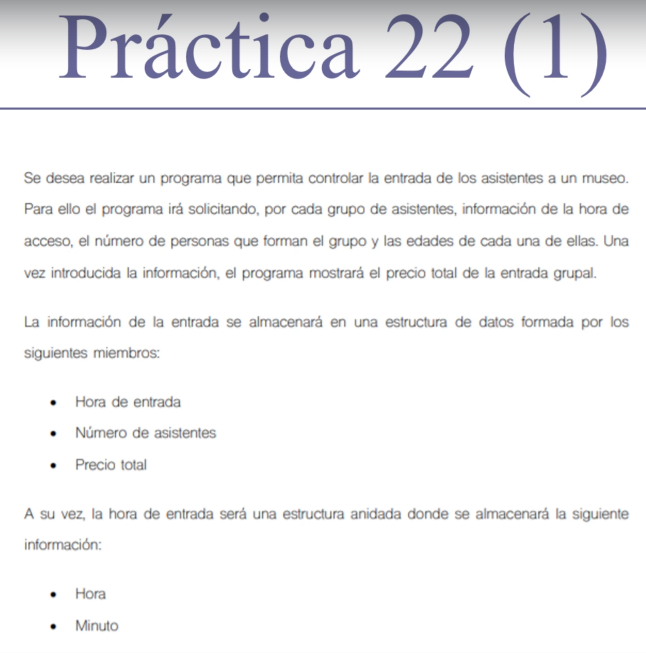 Práctica 22 (1)
Se desea realizar un programa que permita controlar la entrada de los asistentes a un museo.
Para ello el programa irá solicitando, por cada grupo de asistentes, información de la hora de
acceso, el número de personas que forman el grupo y las edades de cada una de ellas. Una
vez introducida la información, el programa mostrará el precio total de la entrada grupal.
La información de la entrada se almacenará en una estructura de datos formada por los
siguientes miembros:
• Hora de entrada
• Número de asistentes
• Precio total
A su vez, la hora de entrada será una estructura anidada donde se almacenará la siguiente
información:
• Hora
• Minuto